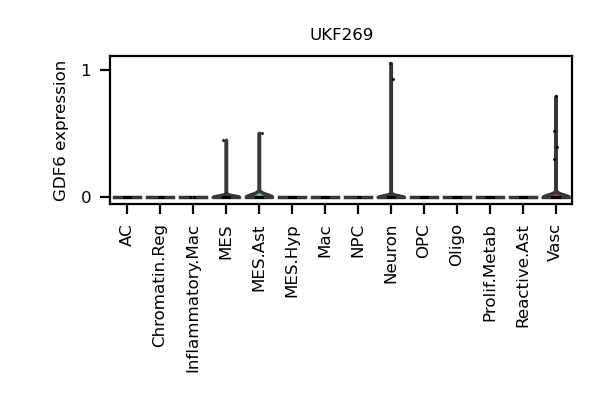 UKF269
GDF6 expression
1
0
AC
Chromatin.Reg
Inflammatory.Mac
MES
MES.Ast
MES.Hyp
Mac
NPC
Neuron
OPC
Oligo
Prolif.Metab
Reactive.Ast
Vasc